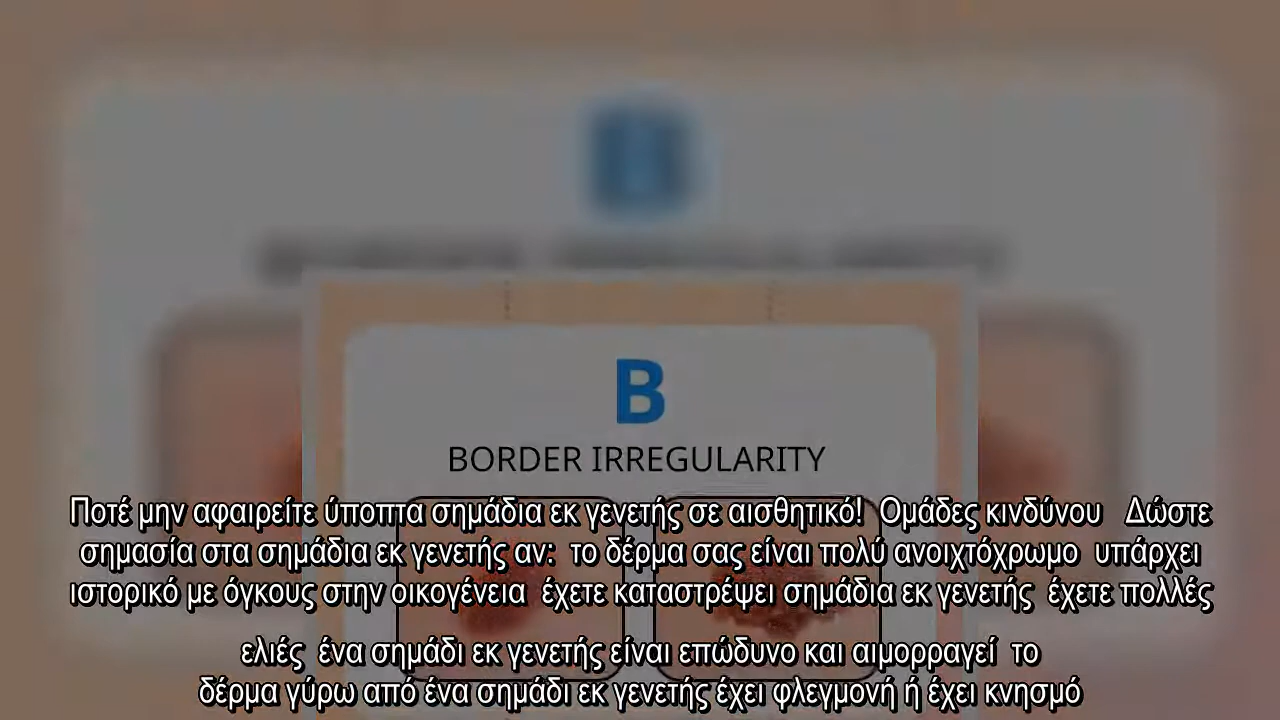 B
BORDER IRREGULARITY
Ποτέ μην αφαιρείτε ύποπτα σημάδια εκ γενετής σε αισθητικό!  Ομάδες κινδύνου   Δώστε
σημασία στα σημάδια εκ γενετής αν:  το δέρμα σας είναι πολύ ανοιχτόχρωμο  υπάρχει
ιστορικό με όγκους στην οικογένεια  έχετε καταστρέψει σημάδια εκ γενετής  έχετε πολλές
ελιές  ένα σημάδι εκ γενετής είναι επώδυνο και αιμορραγεί  το
δέρμα γύρω από ένα σημάδι εκ γενετής έχει φλεγμονή ή έχει κνησμό